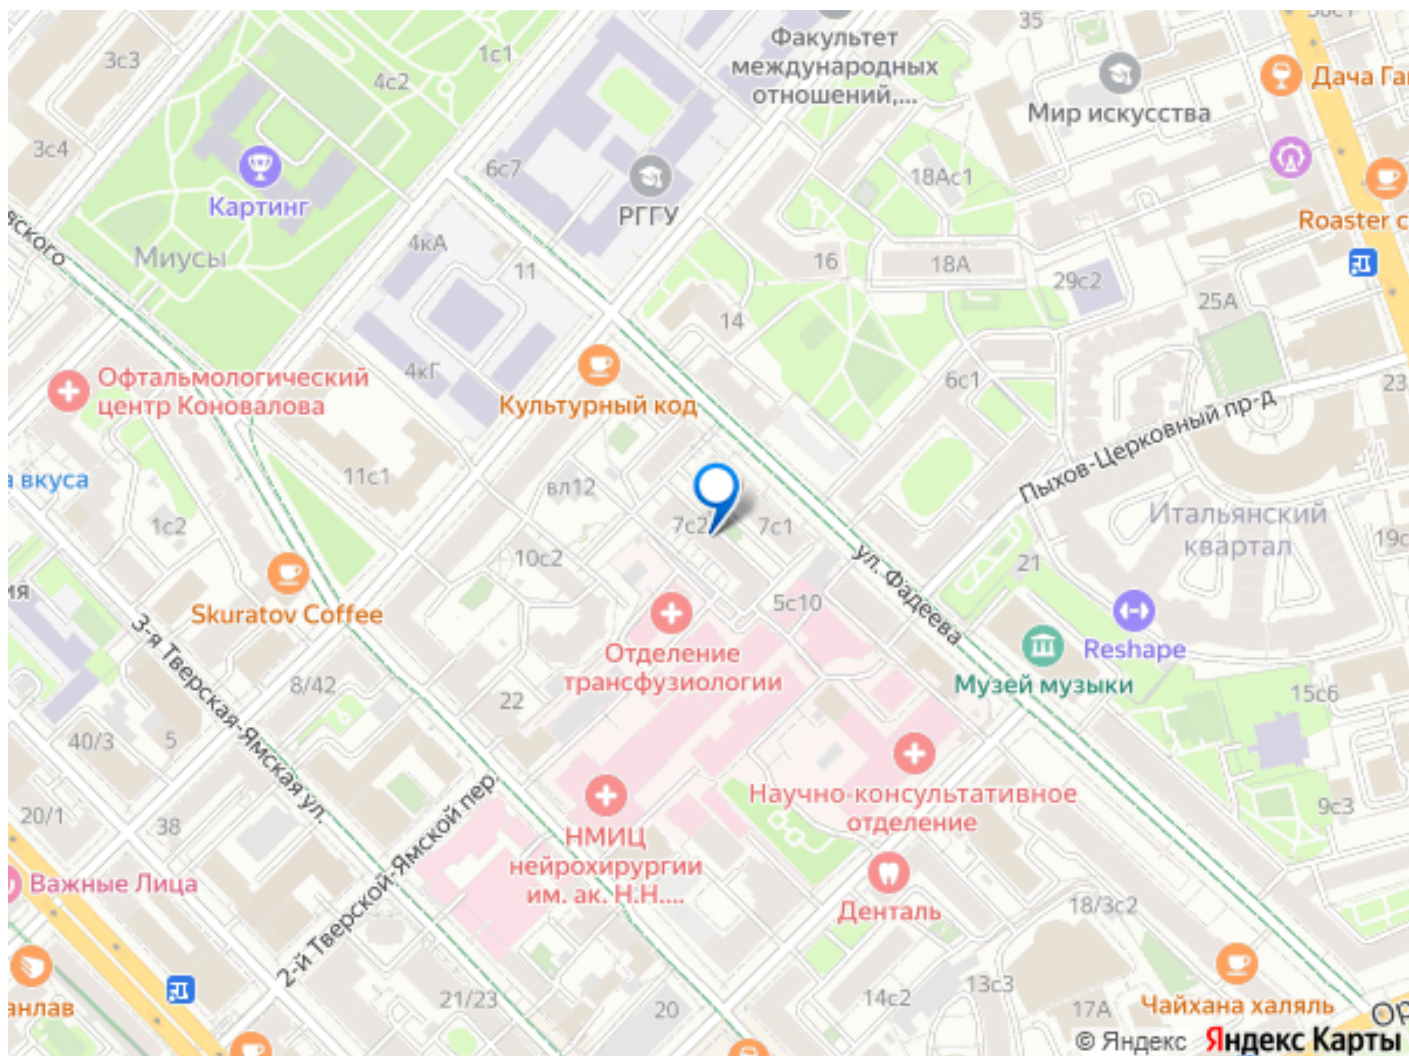 35
38с1
3с3
1с1
4с2
Факультет
международных
отношений,...
Дача
Мир искусства
3с4
6с7
Картинг
РГГУ
18Ас1
Roaster
вского
Миусы
4кА
11
16
18А
29с2
25А
14
4кГ
Офтальмологический
центр Коновалова
Культурный код
6с1
23
Пыхов-Церковный пр-д
вкуса
11с1
вл12
1с2
7с2
7с1
Итальянский
квартал
19с
10с2
21
ул. Фадеева
ия
Skuratov Coffee
5с10
Reshape
3-я Тверская-Ямская ул.
Отделение
трансфузиологии
Музей музыки
8/42
22
15с6
40/3
5
2-й Тверской-Ямской пер.
Научно-консультативное
отделение
9с3
20/1
38
НМИЦ
нейрохирургии
им. ак. Н.Н....
Важные Лица
Денталь
18/3с2
анлав
21/23
20
14с2
13с3
17А
Чайхана халяль
Ор
© Яндекс Яндекс Карты